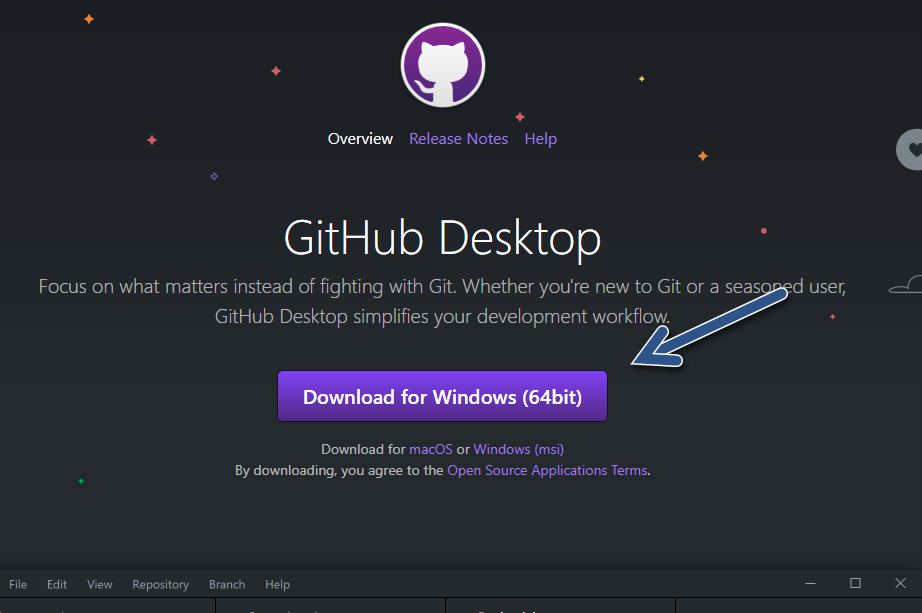 Overview Release Notes Help
GitHub Desktop
Focus on what matters instead of fighting with Git. Whether you're new to Git or a seasoned user,
GitHub Desktop simplifies your development workflow.
Download for Windows (64bit)
Download for macOS or Windows (msi)
By downloading, you agree to the Open Source Applications Terms.
File Edit View Repository Branch Help